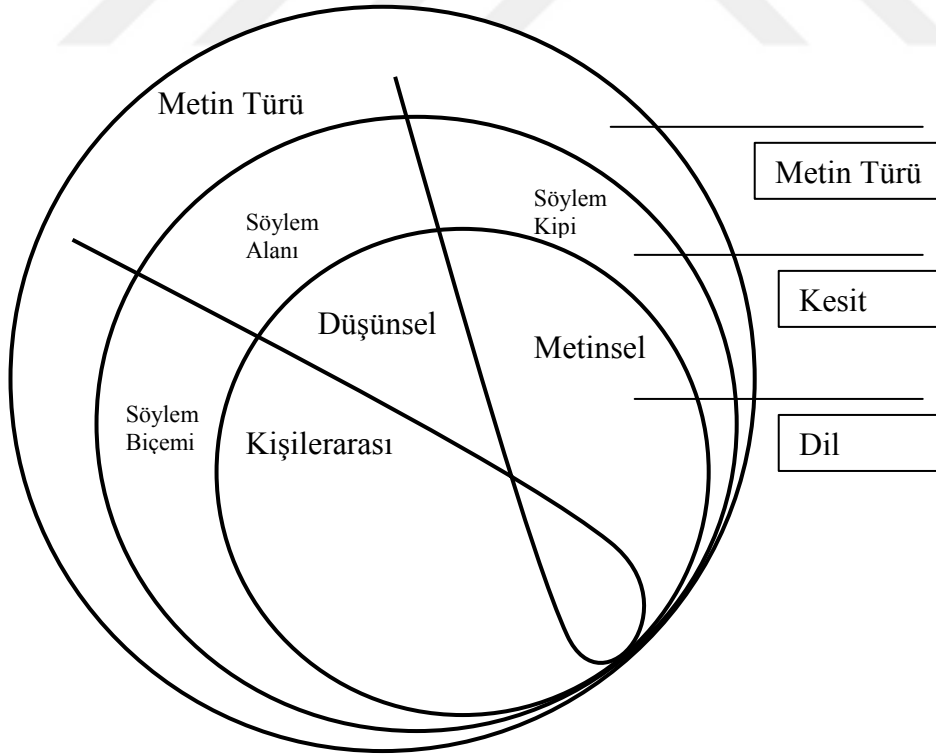 Metin Türü
Metin Türü
Söylem
Kipi
Söylem
Alanı
Kesit
Düşünsel
Metinsel
Söylem
Biçemi
Kişilerarası
Dil